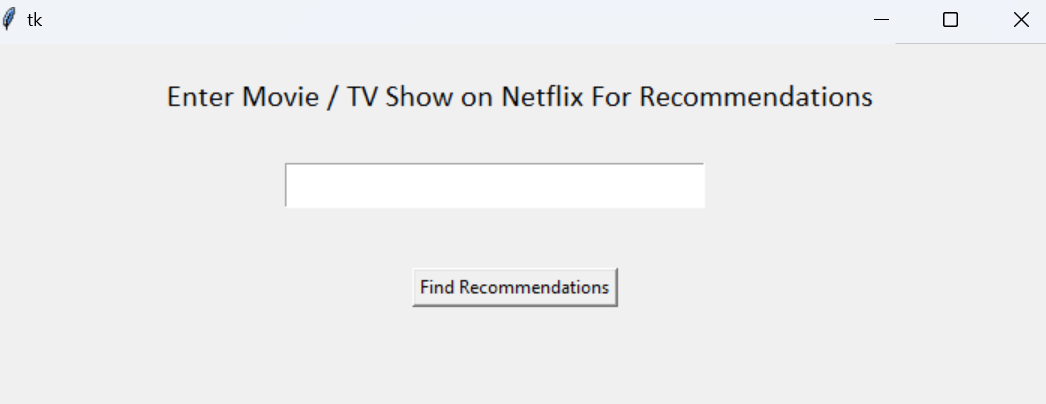 tk
Enter Movie / TV Show on Netflix For Recommendations
Find Recommendations